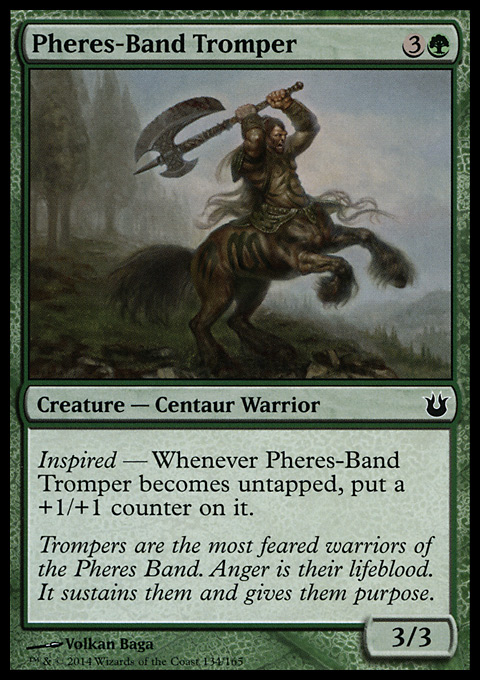 Pheres-Band Tromper 3
Creature — Centaur Warrior
Inspired — Whenever Pheres-Band
Tromper becomes untapped, put a
+1/+1 counter on it.
Trompers are the most feared warriors of
the Pheres Band. Anger is their lifeblood.
It sustains them and gives them purpose.
Volkan Baga
™ & © 2014 Wizards of the Coast 134/165
3/3